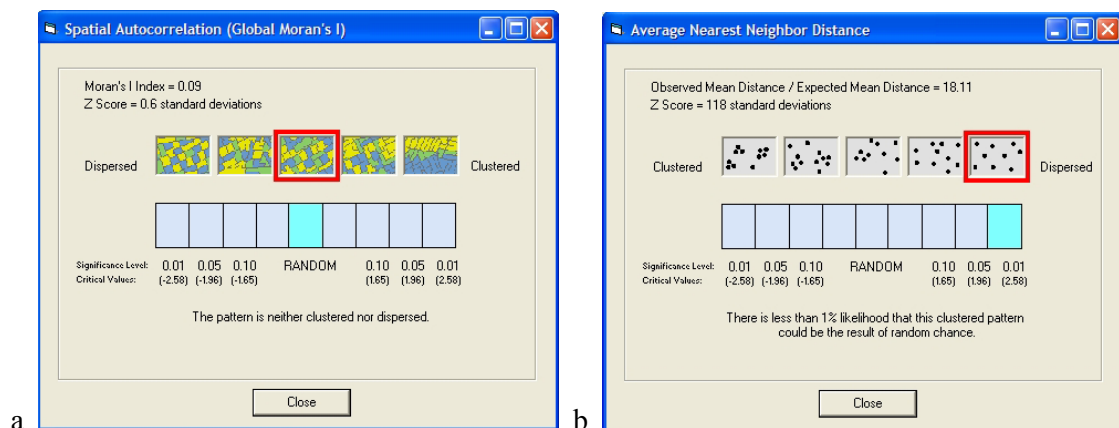 Spatial Autocorrelation (Global Moran's I)
Moran's I Index = 0.09
Z Score = 0.6 standard deviations
Dispersed
Clustered
Significance Level: 0.01 0.05 0.10 RANDOM 0.10 0.05 0.01
Critical Values: (-2.58) (-1.96) (-1.65) (1.65) (1.96) (2.58)
The pattern is neither clustered nor dispersed.
Close
a
Average Nearest Neighbor Distance
Observed Mean Distance / Expected Mean Distance = 18.11
Z Score = 118 standard deviations
Clustered
Dispersed
Significance Level: 0.01 0.05 0.10 RANDOM 0.10 0.05 0.01
Critical Values: (-2.58) (-1.96) (-1.65) (1.65) (1.96) (2.58)
There is less than 1% likelihood that this clustered pattern
could be the result of random chance.
Close
b